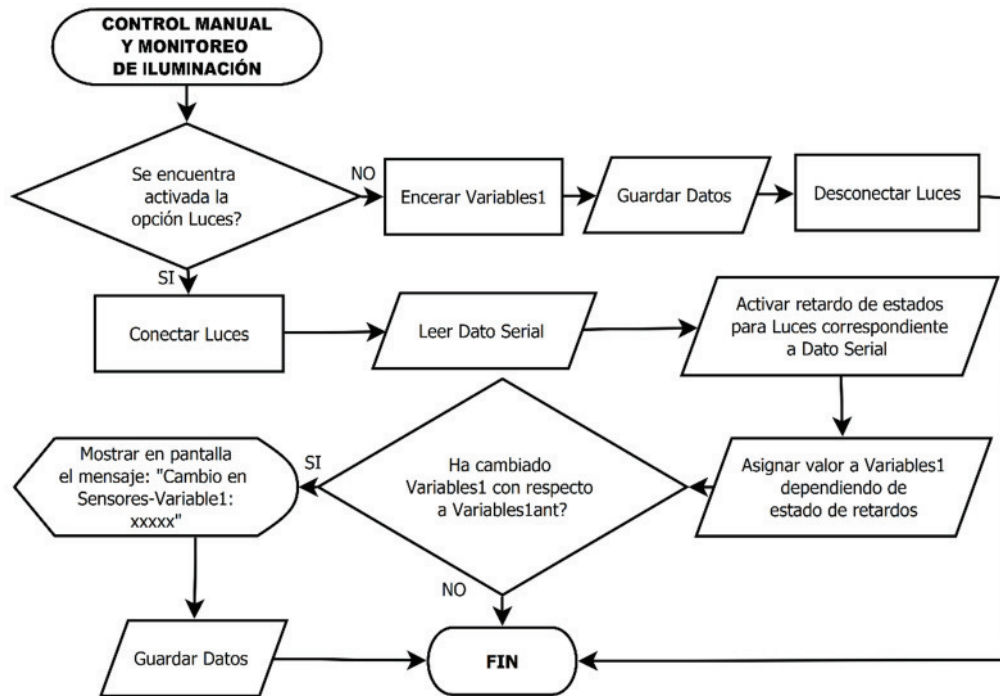 CONTROL MANUAL
Y MONITOREO
DE ILUMINACIÓN
Se encuentra
activada la
opción Luces?
NO
Encerar Variables1
Guardar Datos
Desconectar Luces
SI
Conectar Luces
Leer Dato Serial
Activar retardo de estados
para Luces correspondiente
a Dato Serial
Asignar valor a Variables1
dependiendo de
estado de retardos
Ha cambiado
Variables1 con respecto
a Variables1ant?
SI
Mostrar en pantalla
el mensaje: "Cambio en
Sensores-Variable1:
xxxxx"
NO
Guardar Datos
FIN